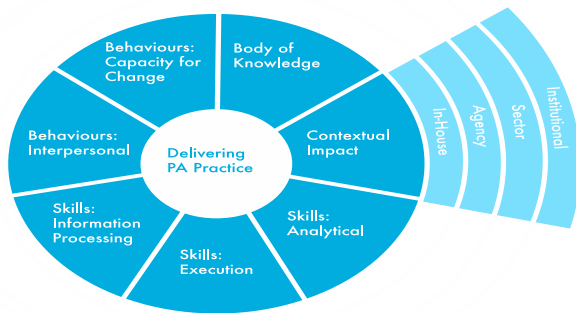 Behaviours:
Capacity for
Change
Body of
Knowledge
Behaviours:
Interpersonal
Delivering
PA Practice
Contextual
Impact
In-House
Agency
Sector
Institutional
Skills:
Information
Processing
Skills:
Execution
Skills:
Analytical